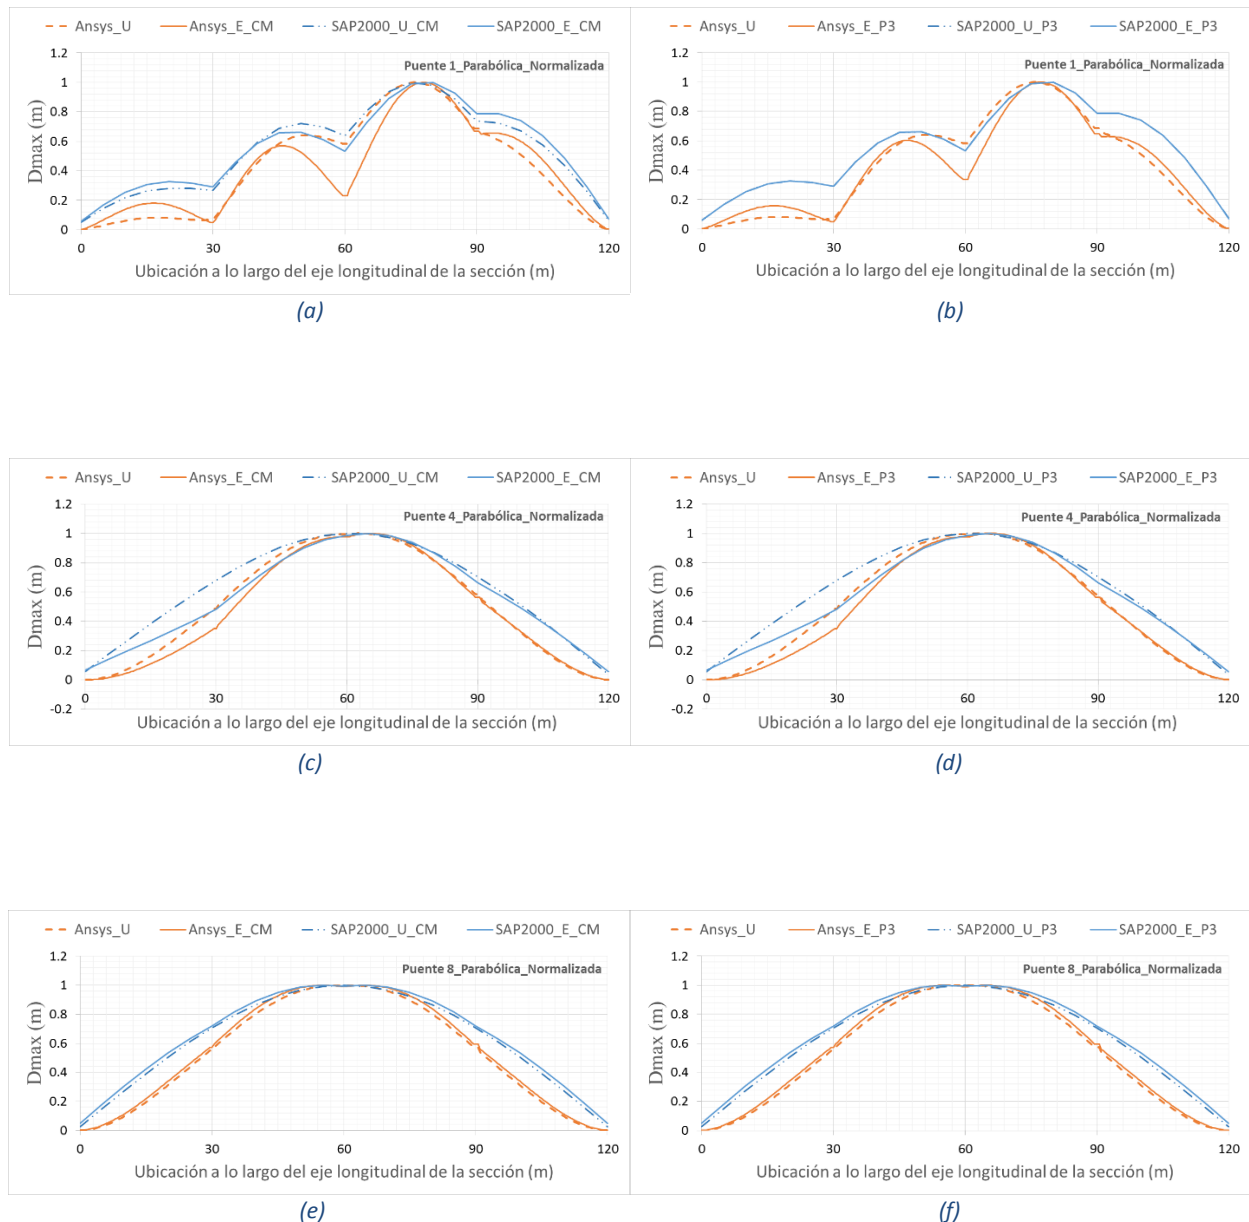 Ansys_U Ansys_E_CM SAP2000_U_CM SAP2000_E_CM
Puente 1_Parabólica_Normalizada
Dmax (m)
1.2
1
0.8
0.6
0.4
0.2
0
0 30 60 90 120
Ubicación a lo largo del eje longitudinal de la sección (m)
(a)
Ansys_U Ansys_E_P3 SAP2000_U_P3 SAP2000_E_P3
Puente 1_Parabólica_Normalizada
Dmax (m)
1.2
1
0.8
0.6
0.4
0.2
0
0 30 60 90 120
Ubicación a lo largo del eje longitudinal de la sección (m)
(b)
Ansys_U Ansys_E_CM SAP2000_U_CM SAP2000_E_CM
Puente 4_Parabólica_Normalizada
Dmax (m)
1.2
1
0.8
0.6
0.4
0.2
0
-0.2
0 30 60 90 120
Ubicación a lo largo del eje longitudinal de la sección (m)
(c)
Ansys_U Ansys_E_P3 SAP2000_U_P3 SAP2000_E_P3
Puente 4_Parabólica_Normalizada
Dmax (m)
1.2
1
0.8
0.6
0.4
0.2
0
-0.2
0 30 60 90 120
Ubicación a lo largo del eje longitudinal de la sección (m)
(d)
Ansys_U Ansys_E_CM SAP2000_U_CM SAP2000_E_CM
Puente 8_Parabólica_Normalizada
Dmax (m)
1.2
1
0.8
0.6
0.4
0.2
0
0 30 60 90 120
Ubicación a lo largo del eje longitudinal de la sección (m)
(e)
Ansys_U Ansys_E_P3 SAP2000_U_P3 SAP2000_E_P3
Puente 8_Parabólica_Normalizada
Dmax (m)
1.2
1
0.8
0.6
0.4
0.2
0
0 30 60 90 120
Ubicación a lo largo del eje longitudinal de la sección (m)
(f)